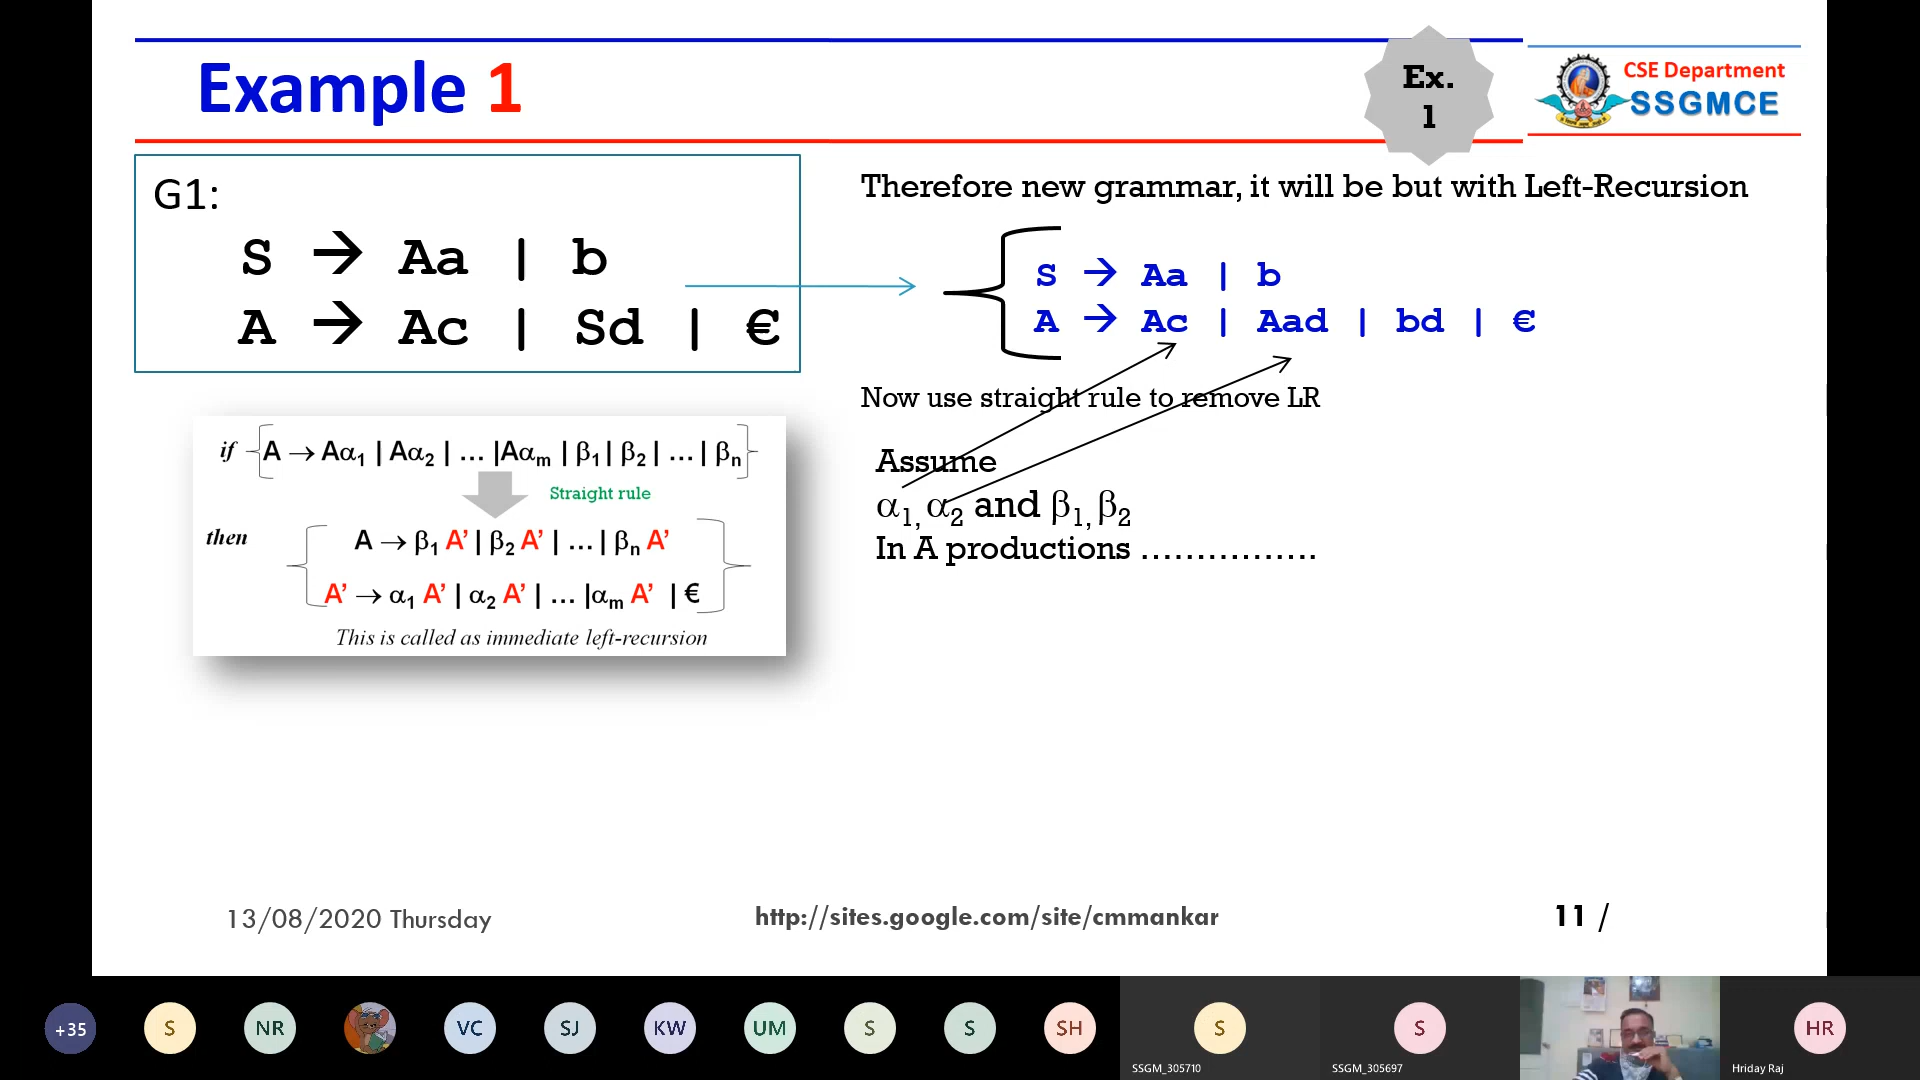 Example 1
Ex.
1
CSE Department
SSGMCE
G1:
S → Aa | b
A → Ac | Sd | €
Therefore new grammar, it will be but with Left-Recursion
S → Aa | b
A → Ac | Aad | bd | €
Now use straight rule to remove LR
Assume
α1, α2 and β1, β2
In A productions ................
if A → Aα1 | Aα2 | ... |Aαm | β1 | β2 | ... | βn
Straight rule
then
A → β1 A’ | β2 A’ | ... | βn A’
A’ → α1 A’ | α2 A’ | ... |αm A’ | €
This is called as immediate left-recursion
13/08/2020 Thursday
http://sites.google.com/site/cmmankar
11 /
+35
S
NR
VC
SJ
KW
UM
S
S
SH
S
SSGM_305710
S
SSGM_305697
HR
Hriday Raj